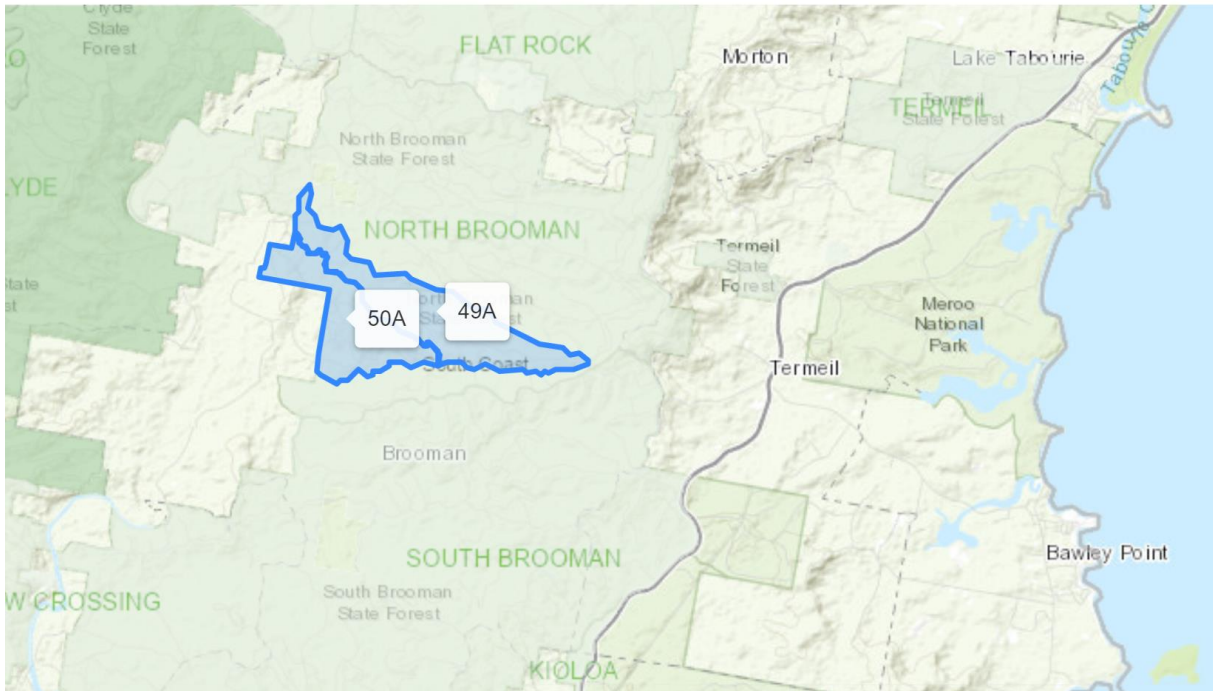 Clyde
State
Forest
FLAT ROCK
Morton
Lake Tabourie
TERMEIL
Termeil
State Forest
North Brooman
State Forest
NORTH BROOMAN
Termeil
State
Forest
State
50A
49A
Meroo
National
Park
South Coast
Termeil
Brooman
SOUTH BROOMAN
Bawley Point
South Brooman
State Forest
W CROSSING
KIOLOA